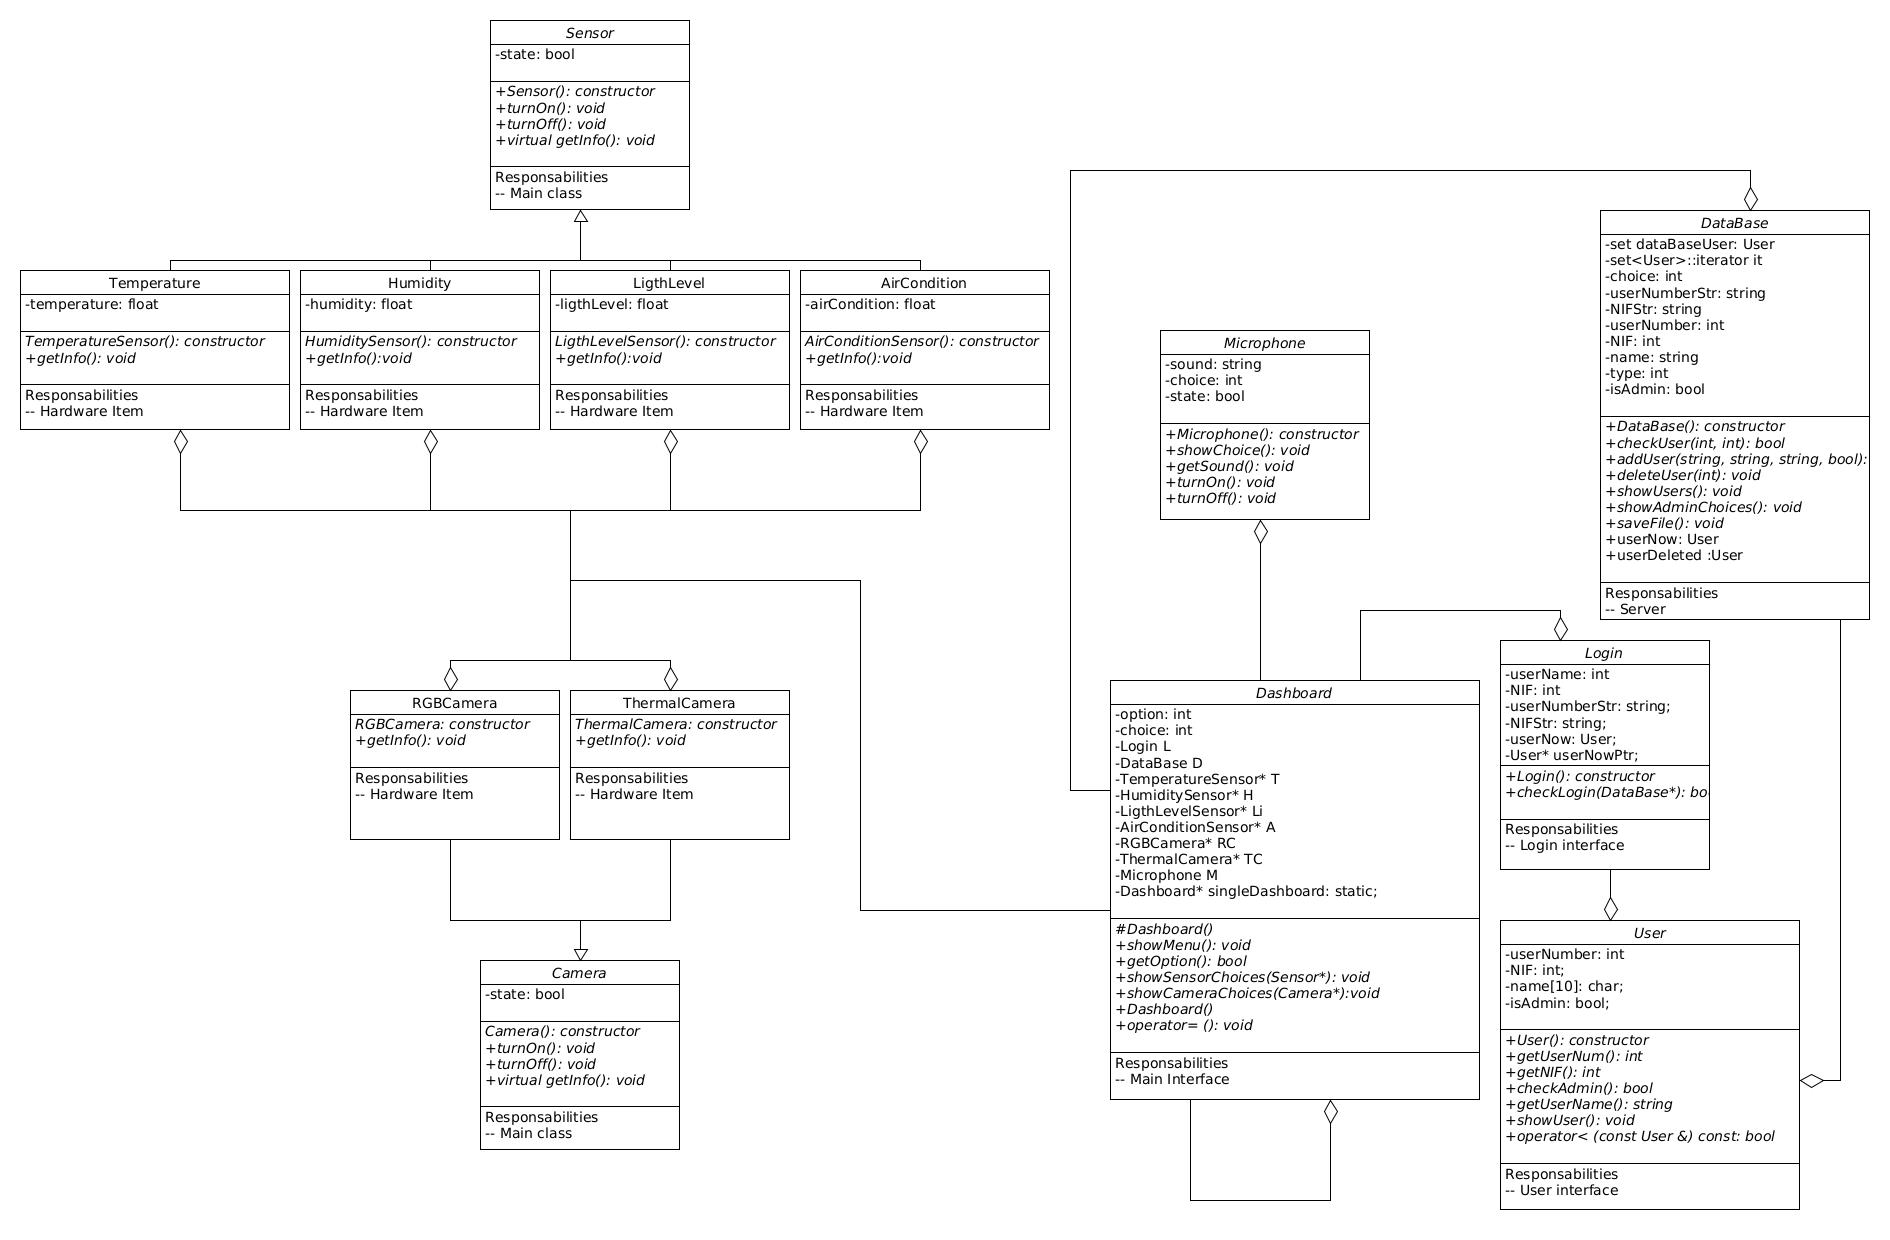 Sensor
-state: bool
+Sensor(): constructor
+turnOn(): void
+turnOff(): void
+virtual getInfo(): void
Responsabilities
-- Main class
Temperature
-temperature: float
TemperatureSensor(): constructor
+getInfo(): void
Responsabilities
-- Hardware Item
Humidity
-humidity: float
HumiditySensor(): constructor
+getInfo():void
Responsabilities
-- Hardware Item
LigthLevel
-ligthLevel: float
LigthLevelSensor(): constructor
+getInfo():void
Responsabilities
-- Hardware Item
AirCondition
-airCondition: float
AirConditionSensor(): constructor
+getInfo():void
Responsabilities
-- Hardware Item
RGBCamera
RGBCamera: constructor
+getInfo(): void
Responsabilities
-- Hardware Item
ThermalCamera
ThermalCamera: constructor
+getInfo(): void
Responsabilities
-- Hardware Item
Camera
-state: bool
Camera(): constructor
+turnOn(): void
+turnOff(): void
+virtual getInfo(): void
Responsabilities
-- Main class
Microphone
-sound: string
-choice: int
-state: bool
+Microphone(): constructor
+showChoice(): void
+getSound(): void
+turnOn(): void
+turnOff(): void
Dashboard
-option: int
-choice: int
-Login L
-DataBase D
-TemperatureSensor* T
-HumiditySensor* H
-LigthLevelSensor* Li
-AirConditionSensor* A
-RGBCamera* RC
-ThermalCamera* TC
-Microphone M
-Dashboard* singleDashboard: static;
#Dashboard()
+showMenu(): void
+getOption(): bool
+showSensorChoices(Sensor*): void
+showCameraChoices(Camera*):void
+Dashboard()
+operator= (): void
Responsabilities
-- Main Interface
DataBase
-set dataBaseUser: User
-set<User>::iterator it
-choice: int
-userNumberStr: string
-NIFStr: string
-userNumber: int
-NIF: int
-name: string
-type: int
-isAdmin: bool
+DataBase(): constructor
+checkUser(int, int): bool
+addUser(string, string, string, bool):
+deleteUser(int): void
+showUsers(): void
+showAdminChoices(): void
+saveFile(): void
+userNow: User
+userDeleted :User
Responsabilities
-- Server
Login
-userName: int
-NIF: int
-userNumberStr: string;
-NIFStr: string;
-userNow: User;
-User* userNowPtr;
+Login(): constructor
+checkLogin(DataBase*): bo
Responsabilities
-- Login interface
User
-userNumber: int
-NIF: int;
-name[10]: char;
-isAdmin: bool;
+User(): constructor
+getUserNum(): int
+getNIF(): int
+checkAdmin(): bool
+getUserName(): string
+showUser(): void
+operator< (const User &) const: bool
Responsabilities
-- User interface